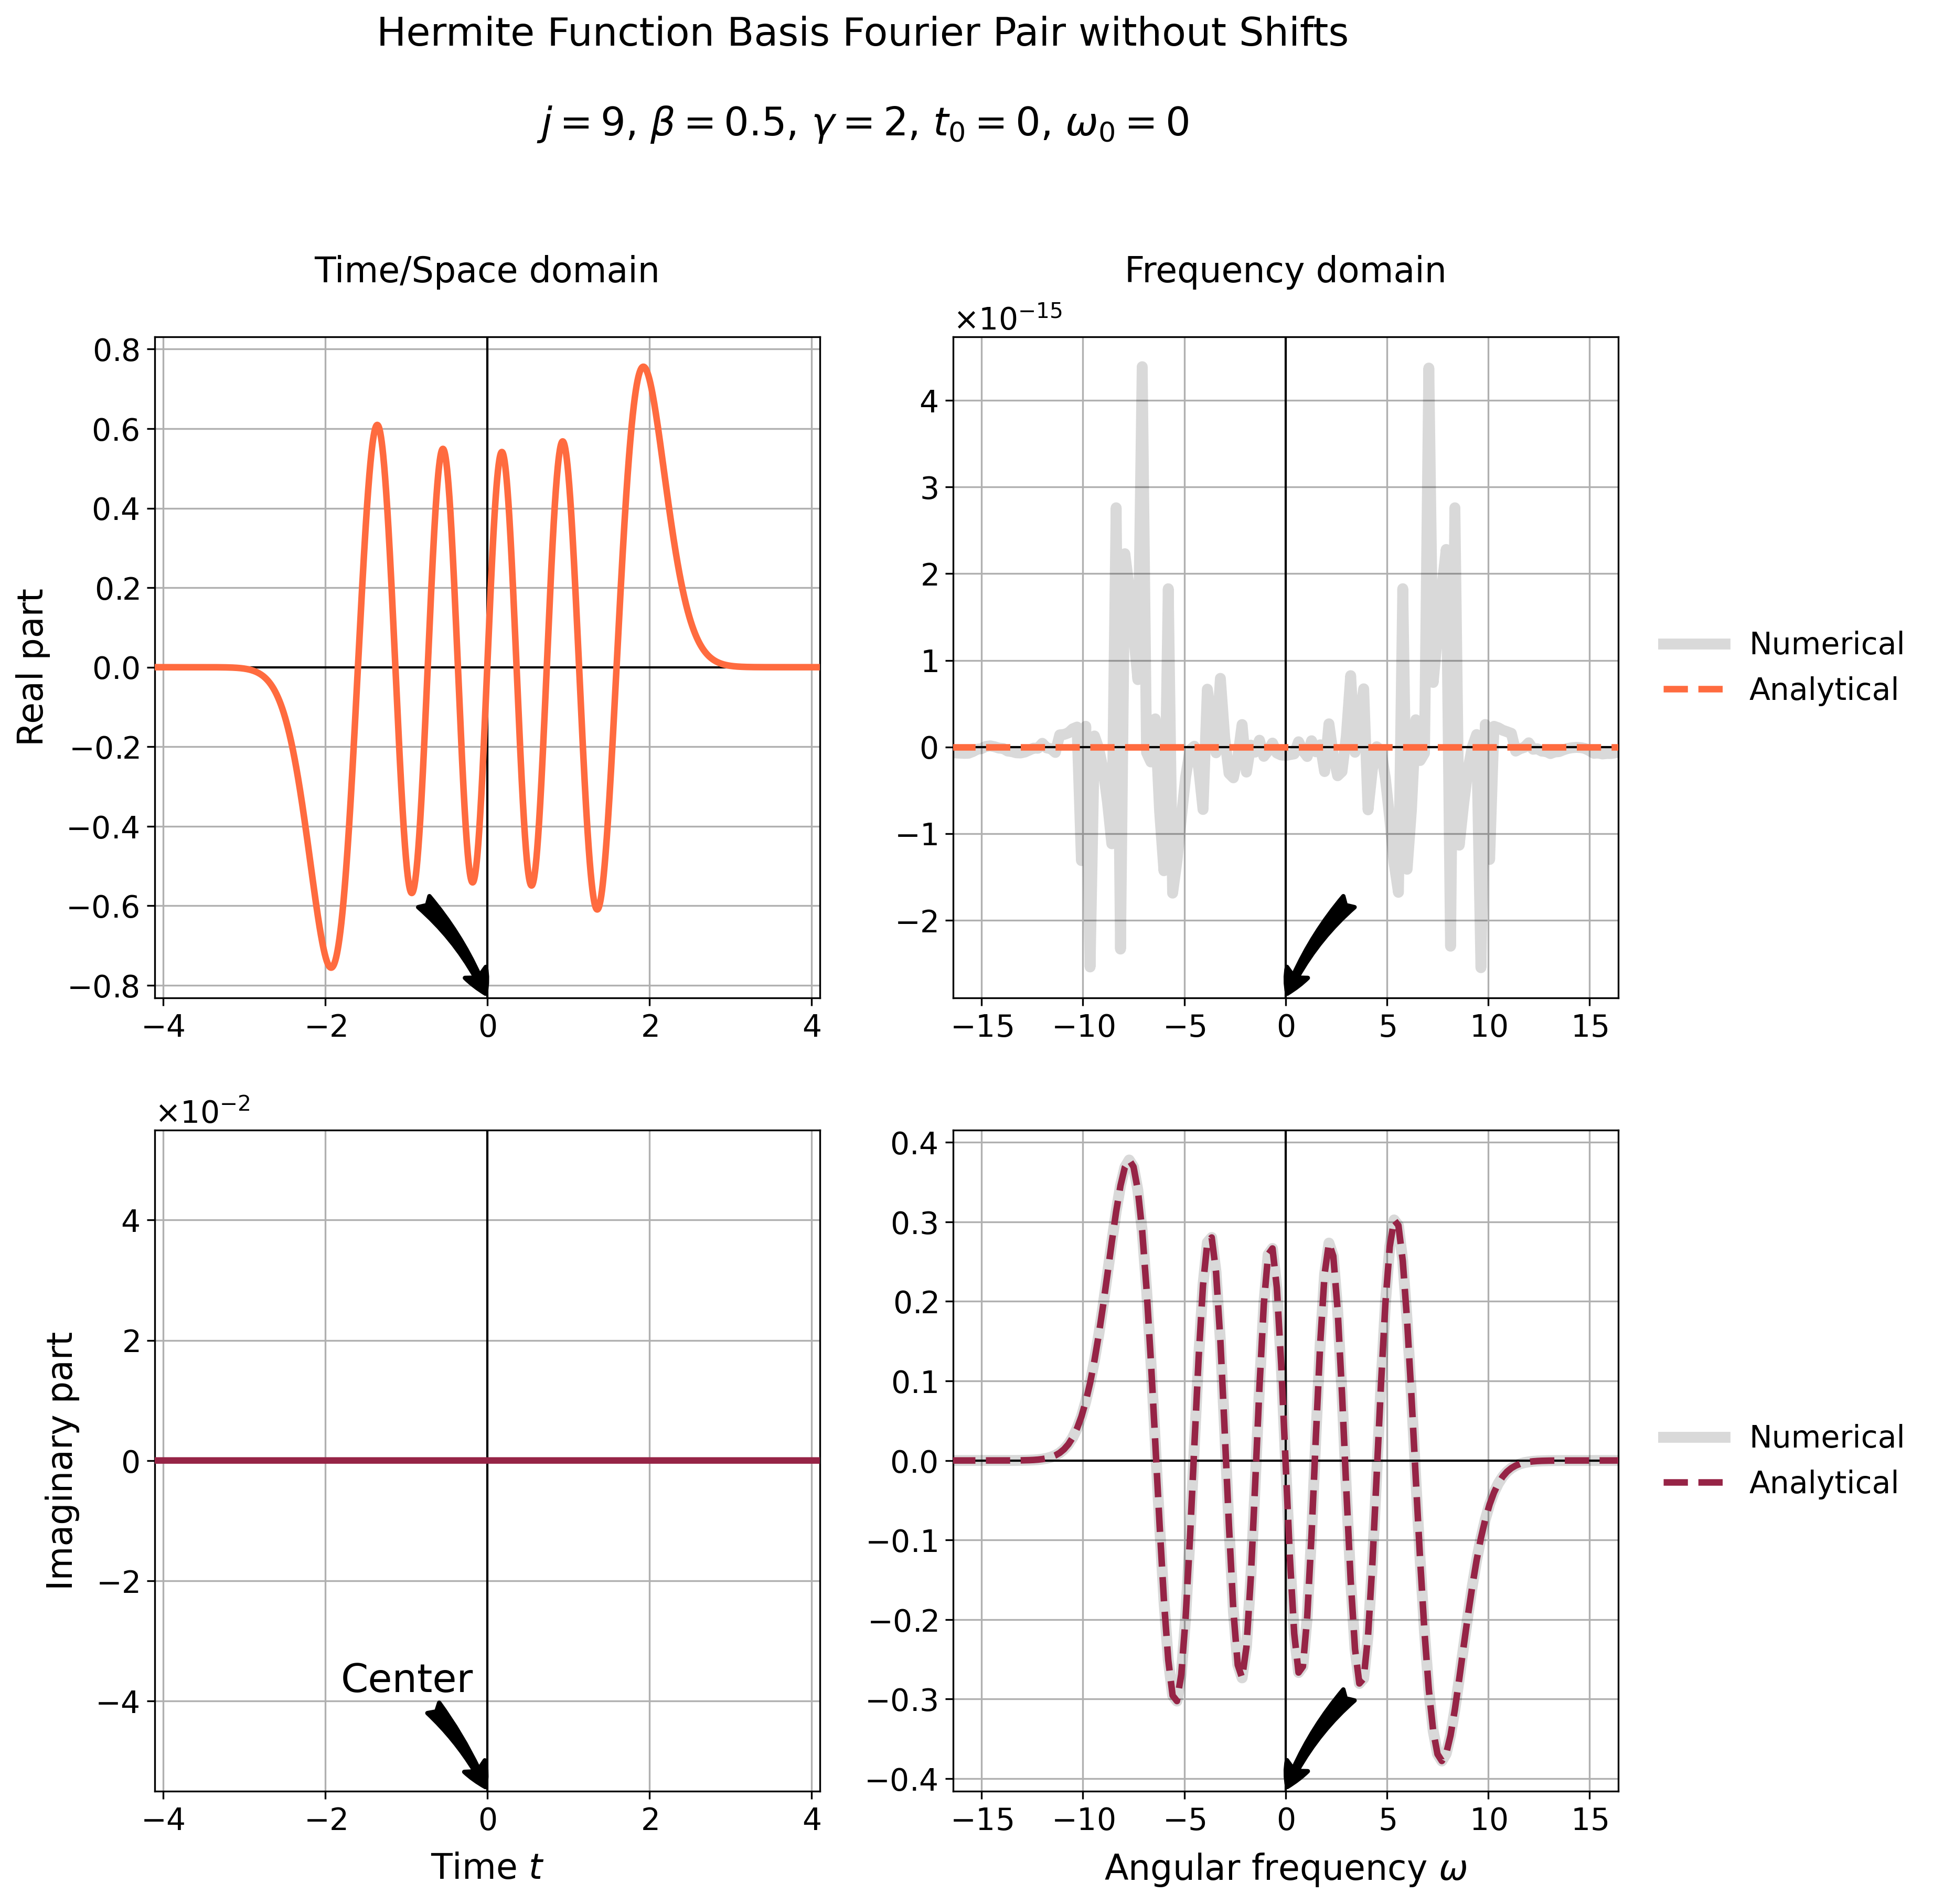 Hermite Function Basis Fourier Pair without Shifts
j = 9, β = 0.5, γ = 2, t₀ = 0, ω₀ = 0
Time/Space domain
Frequency domain
Real part
0.8
0.6
0.4
0.2
0.0
−0.2
−0.4
−0.6
−0.8
−4 −2 0 2 4
×10⁻¹⁵
4
3
2
1
0
−1
−2
−15 −10 −5 0 5 10 15
Numerical
Analytical
Imaginary part
×10⁻²
4
2
0
−2
−4
Center
−4 −2 0 2 4
Time t
0.4
0.3
0.2
0.1
0.0
−0.1
−0.2
−0.3
−0.4
−15 −10 −5 0 5 10 15
Angular frequency ω
Numerical
Analytical